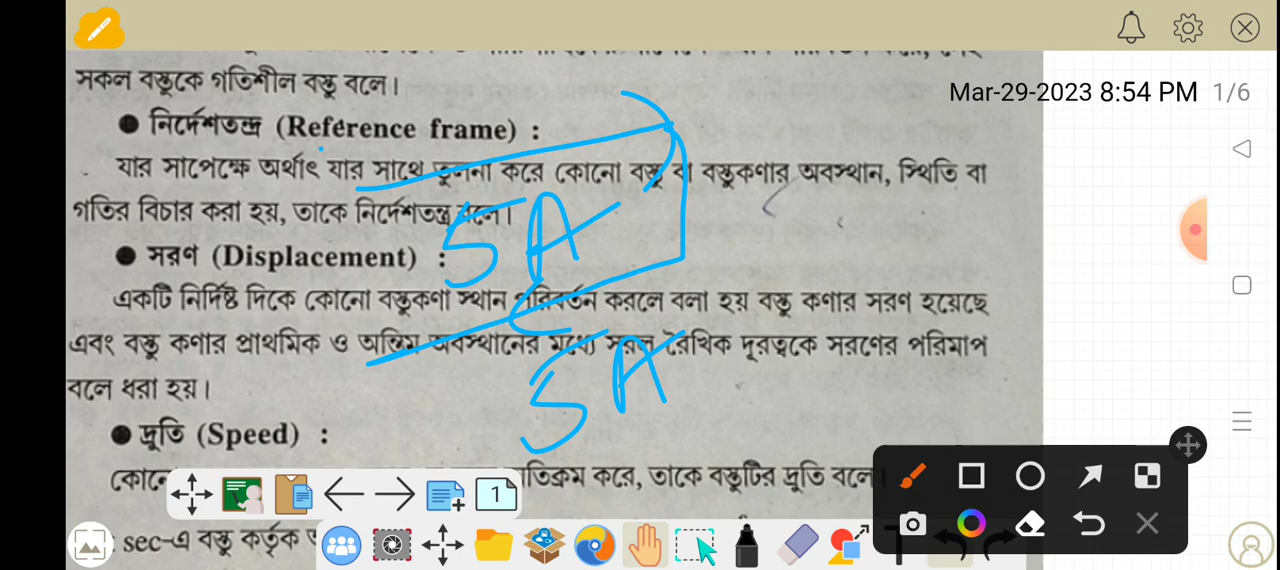 সকল বস্তুকে গতিশীল বস্তু বলে।
Mar-29-2023 8:54 PM 1/6
● নির্দেশতন্ত্র (Reference frame) :
যার সাপেক্ষে অর্থাৎ যার সাথে তুলনা করে কোনো বস্তু বা বস্তুকণার অবস্থান, স্থিতি বা
গতির বিচার করা হয়, তাকে নির্দেশতন্ত্র বলে।
5 A
● সরণ (Displacement) :
একটি নির্দিষ্ট দিকে কোনো বস্তুকণা স্থান পরিবর্তন করলে বলা হয় বস্তু কণার সরণ হয়েছে
এবং বস্তু কণার প্রাথমিক ও অন্তিম অবস্থানের মধ্যে সরল রৈখিক দূরত্বকে সরণের পরিমাপ
বলে ধরা হয়।
5 A
● দ্রুতি (Speed) :
তিক্রম করে, তাকে বস্তুটির দ্রুতি বলে।
1
sec-এ বস্তু কর্তৃক
T